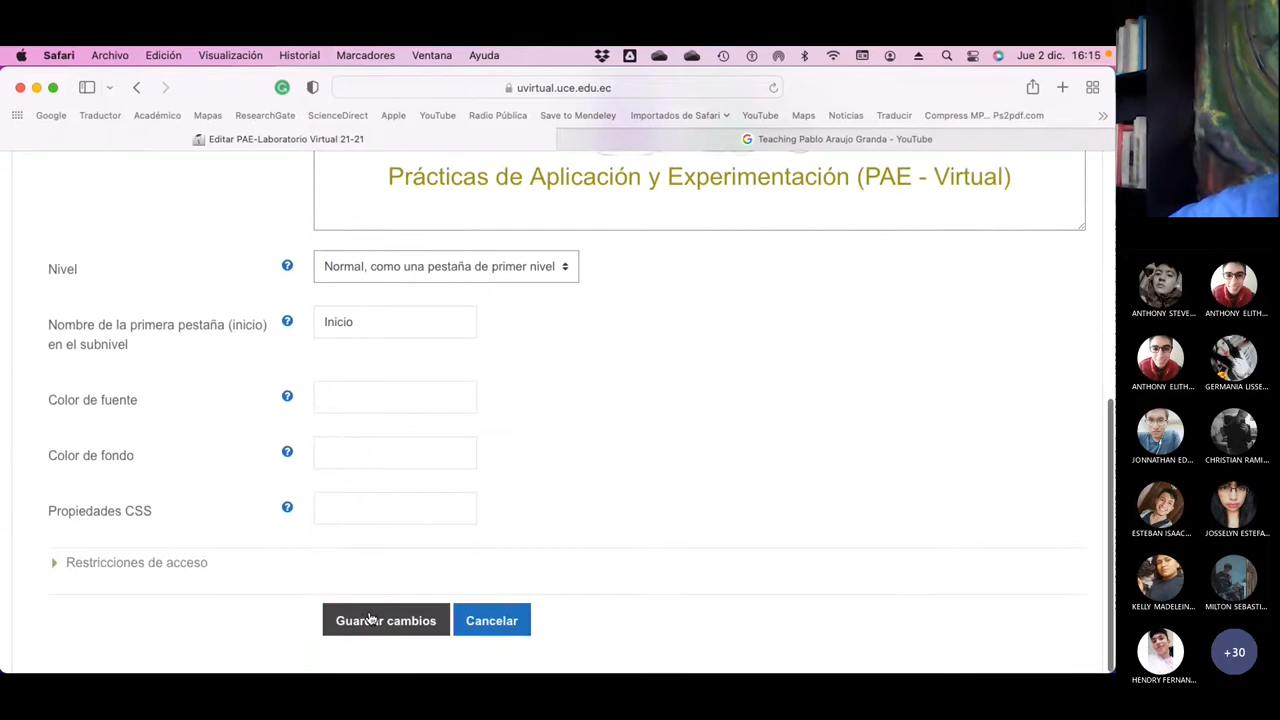 Safari Archivo Edición Visualización Historial Marcadores Ventana Ayuda Jue 2 dic. 16:15
uvirtual.uce.edu.ec
Google Traductor Académico Mapas ResearchGate ScienceDirect Apple YouTube Radio Pública Save to Mendeley Importados de Safari YouTube Maps Noticias Traducir Compress MP... Ps2pdf.com
Editar PAE-Laboratorio Virtual 21-21 Teaching Pablo Araujo Granda - YouTube
Prácticas de Aplicación y Experimentación (PAE - Virtual)
Nivel
Normal, como una pestaña de primer nivel
Nombre de la primera pestaña (inicio)
en el subnivel
Inicio
Color de fuente
Color de fondo
Propiedades CSS
Restricciones de acceso
Guardar cambios Cancelar
ANTHONY STEVE... ANTHONY ELITH...
ANTHONY ELITH... GERMANIA LISSE...
JONNATHAN ED... CHRISTIAN RAMI...
ESTEBAN ISAAC... JOSSELYN ESTEFA...
KELLY MADELEIN... MILTON SEBASTI...
+30
HENDRY FERNAN...